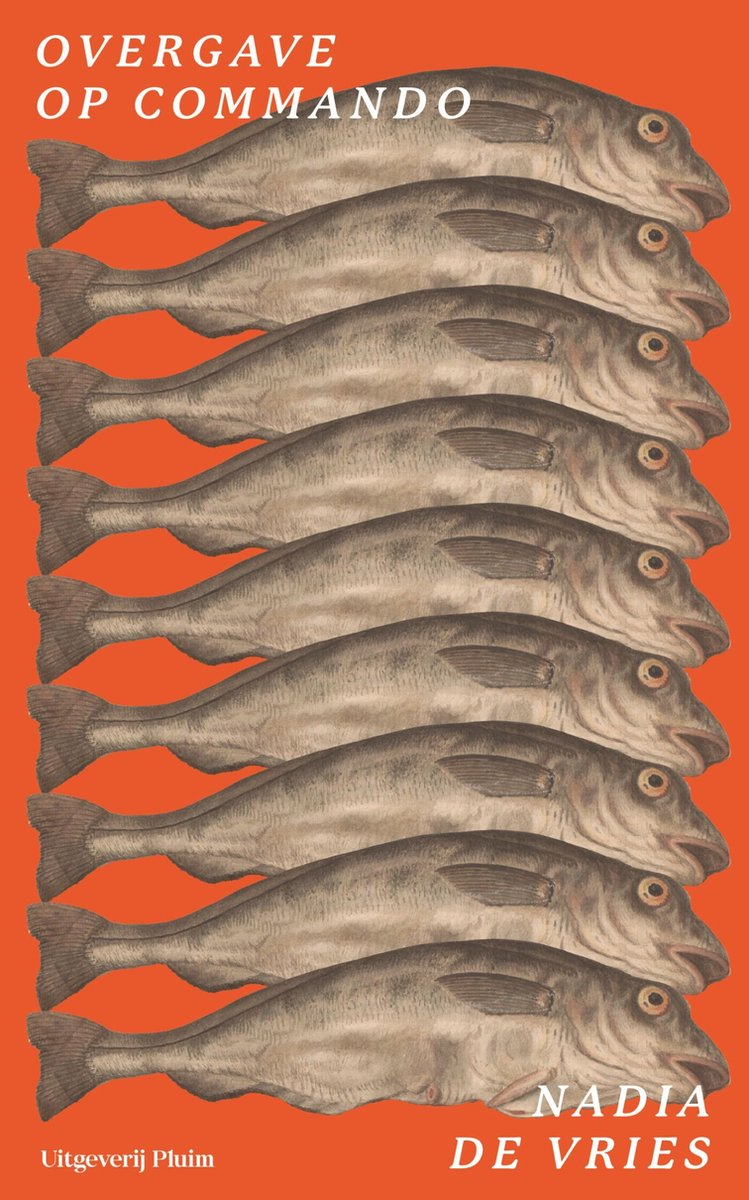 OVERGAVE
OP COMMANDO
NADIA
DE VRIES
Uitgeverij Pluim